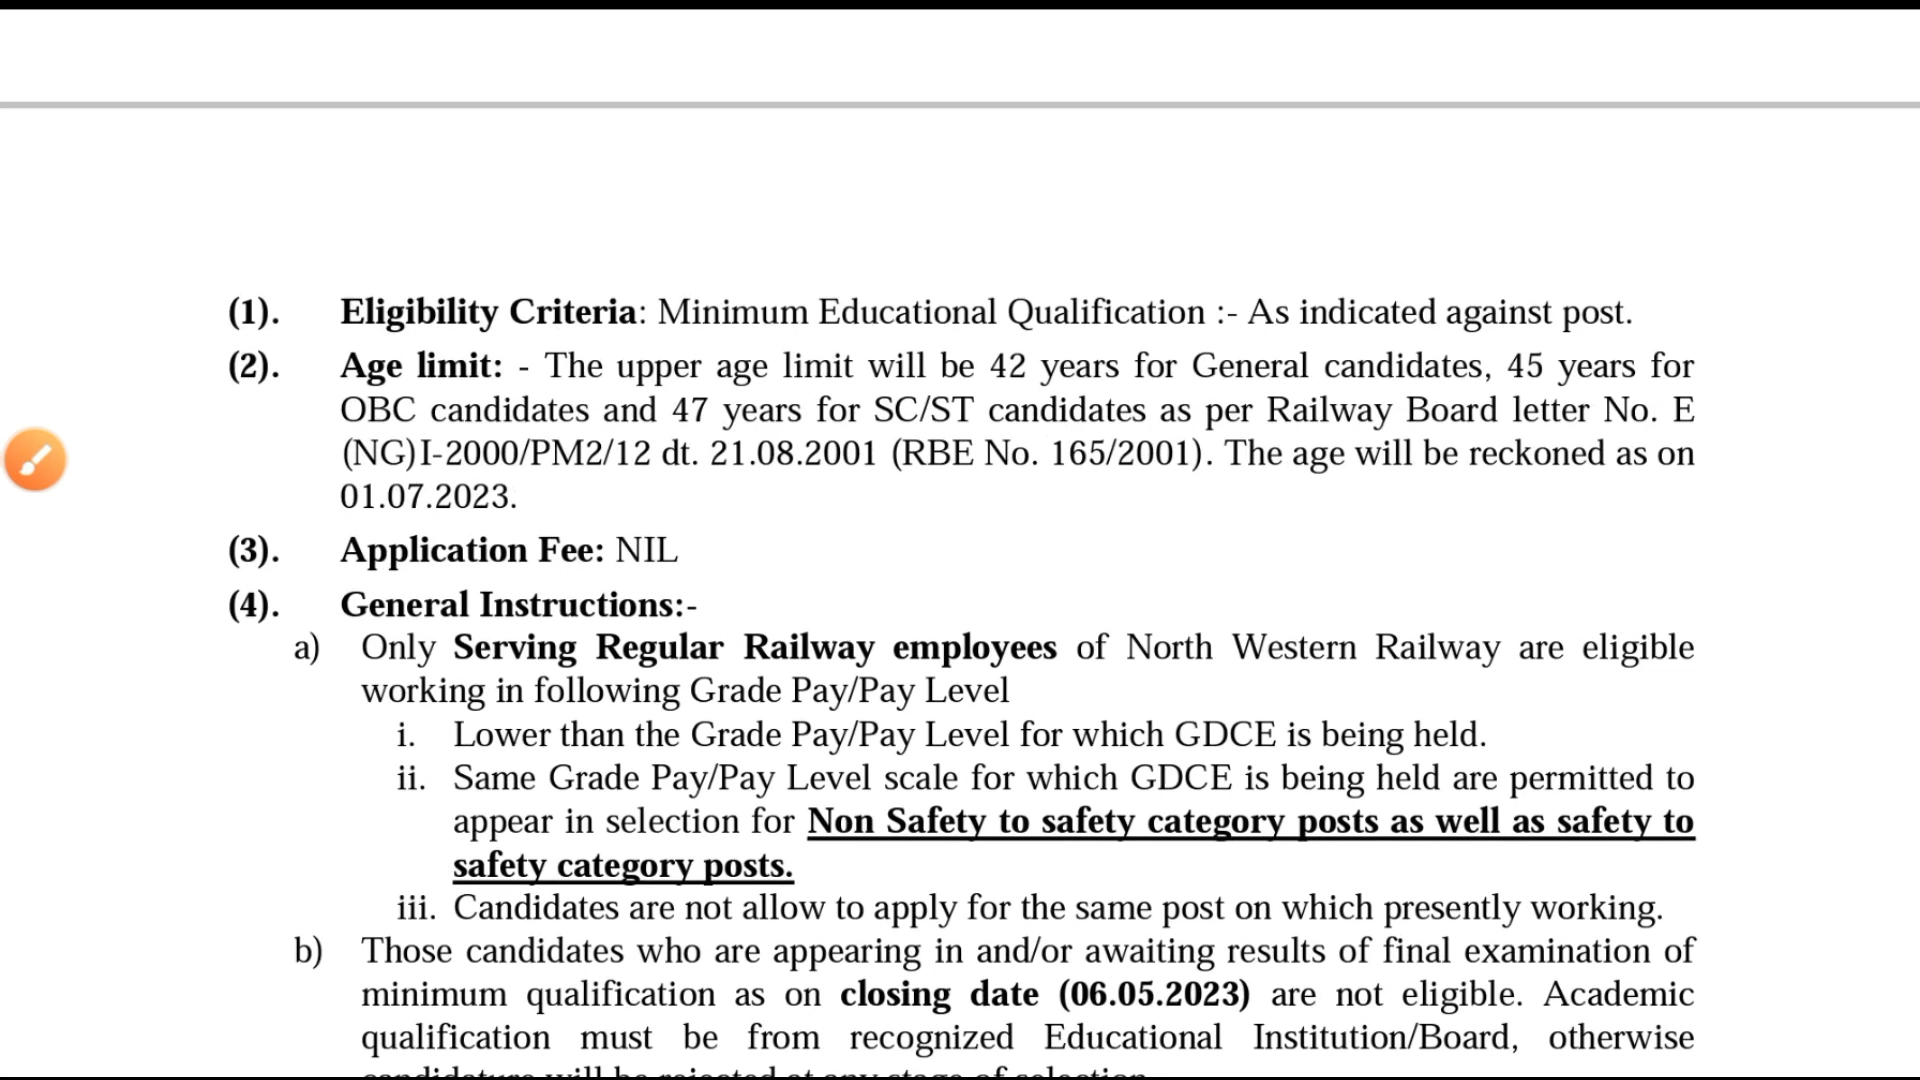 (1). Eligibility Criteria: Minimum Educational Qualification :- As indicated against post.
(2). Age limit: - The upper age limit will be 42 years for General candidates, 45 years for
OBC candidates and 47 years for SC/ST candidates as per Railway Board letter No. E
(NG)I-2000/PM2/12 dt. 21.08.2001 (RBE No. 165/2001). The age will be reckoned as on
01.07.2023.
(3). Application Fee: NIL
(4). General Instructions:-
a) Only Serving Regular Railway employees of North Western Railway are eligible
working in following Grade Pay/Pay Level
i. Lower than the Grade Pay/Pay Level for which GDCE is being held.
ii. Same Grade Pay/Pay Level scale for which GDCE is being held are permitted to
appear in selection for Non Safety to safety category posts as well as safety to
safety category posts.
iii. Candidates are not allow to apply for the same post on which presently working.
b) Those candidates who are appearing in and/or awaiting results of final examination of
minimum qualification as on closing date (06.05.2023) are not eligible. Academic
qualification must be from recognized Educational Institution/Board, otherwise
candidature will be rejected at any stage of selection